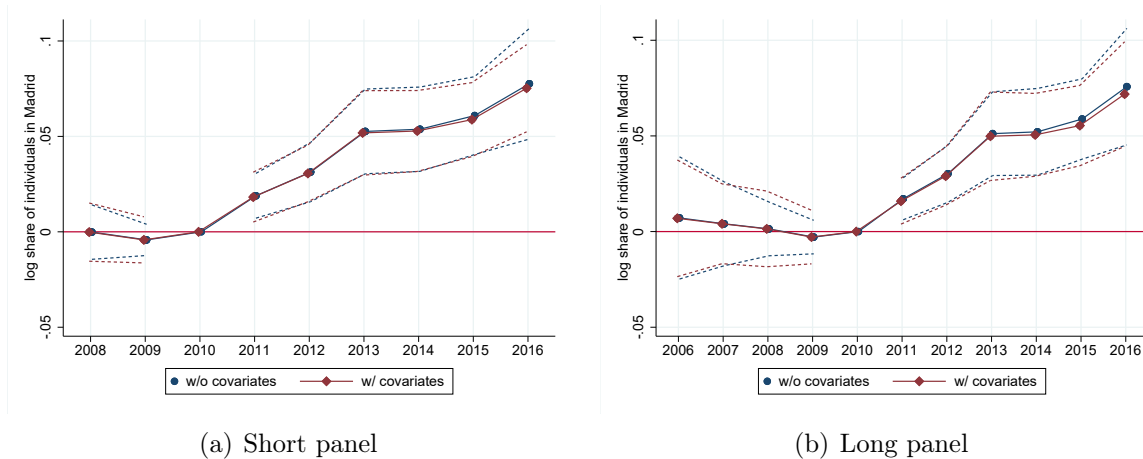 log share of individuals in Madrid
.1
.05
0
-.05
2008 2009 2010 2011 2012 2013 2014 2015 2016
w/o covariates w/ covariates
(a) Short panel
log share of individuals in Madrid
.1
.05
0
-.05
2006 2007 2008 2009 2010 2011 2012 2013 2014 2015 2016
w/o covariates w/ covariates
(b) Long panel